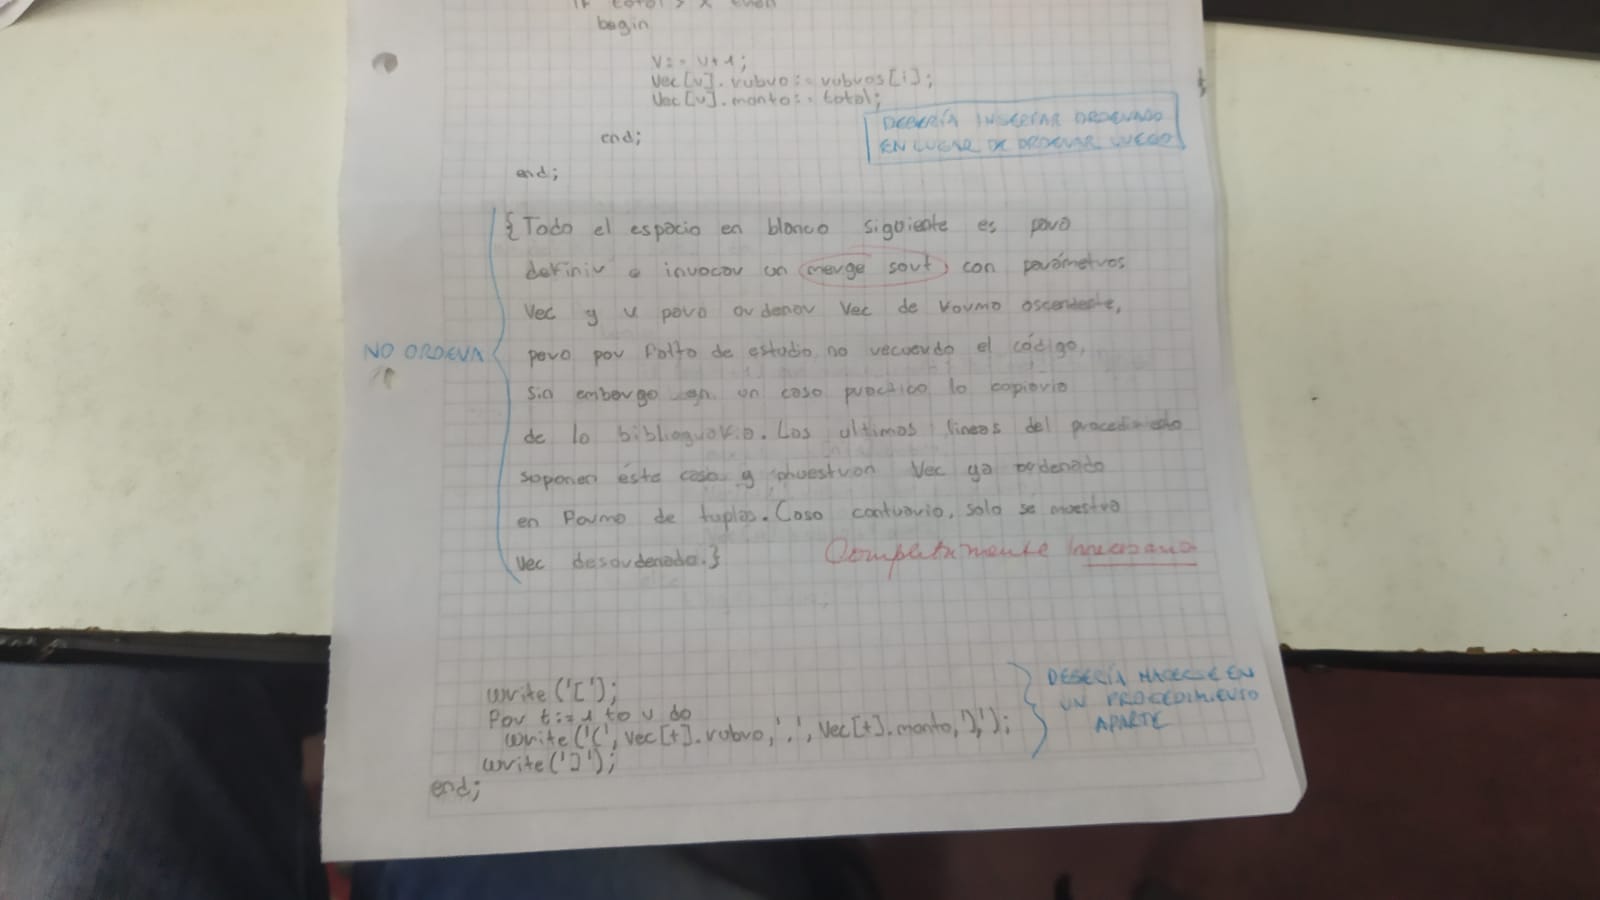 if total > x then
begin
v:= v+1;
Vec[v].rubro:= rubros[i];
Vec[v].monto:= total;
DEBERÍA INSERTAR ORDENADO
EN LUGAR DE ORDENAR LUEGO
end;
end;
{Todo el espacio en blanco siguiente es para
definir e invocar un merge sort con parámetros
Vec y v para ordenar Vec de forma ascendente,
NO ORDENA
pero por falta de estudio no recuerdo el código,
sin embargo en un caso práctico lo copiaría
de la bibliografía. Las ultimas lineas del procedimiento
suponen éste caso y muestran Vec ya ordenado
en forma de tuplas. Caso contrario, solo se muestra
vec desordenado.}
Completamente innecesario
write('[');
For t:=1 to v do
write('(', Vec[t].rubro,',', Vec[t].monto,'),');
write(']');
end;
DEBERÍA HACERSE EN
UN PROCEDIMIENTO
APARTE